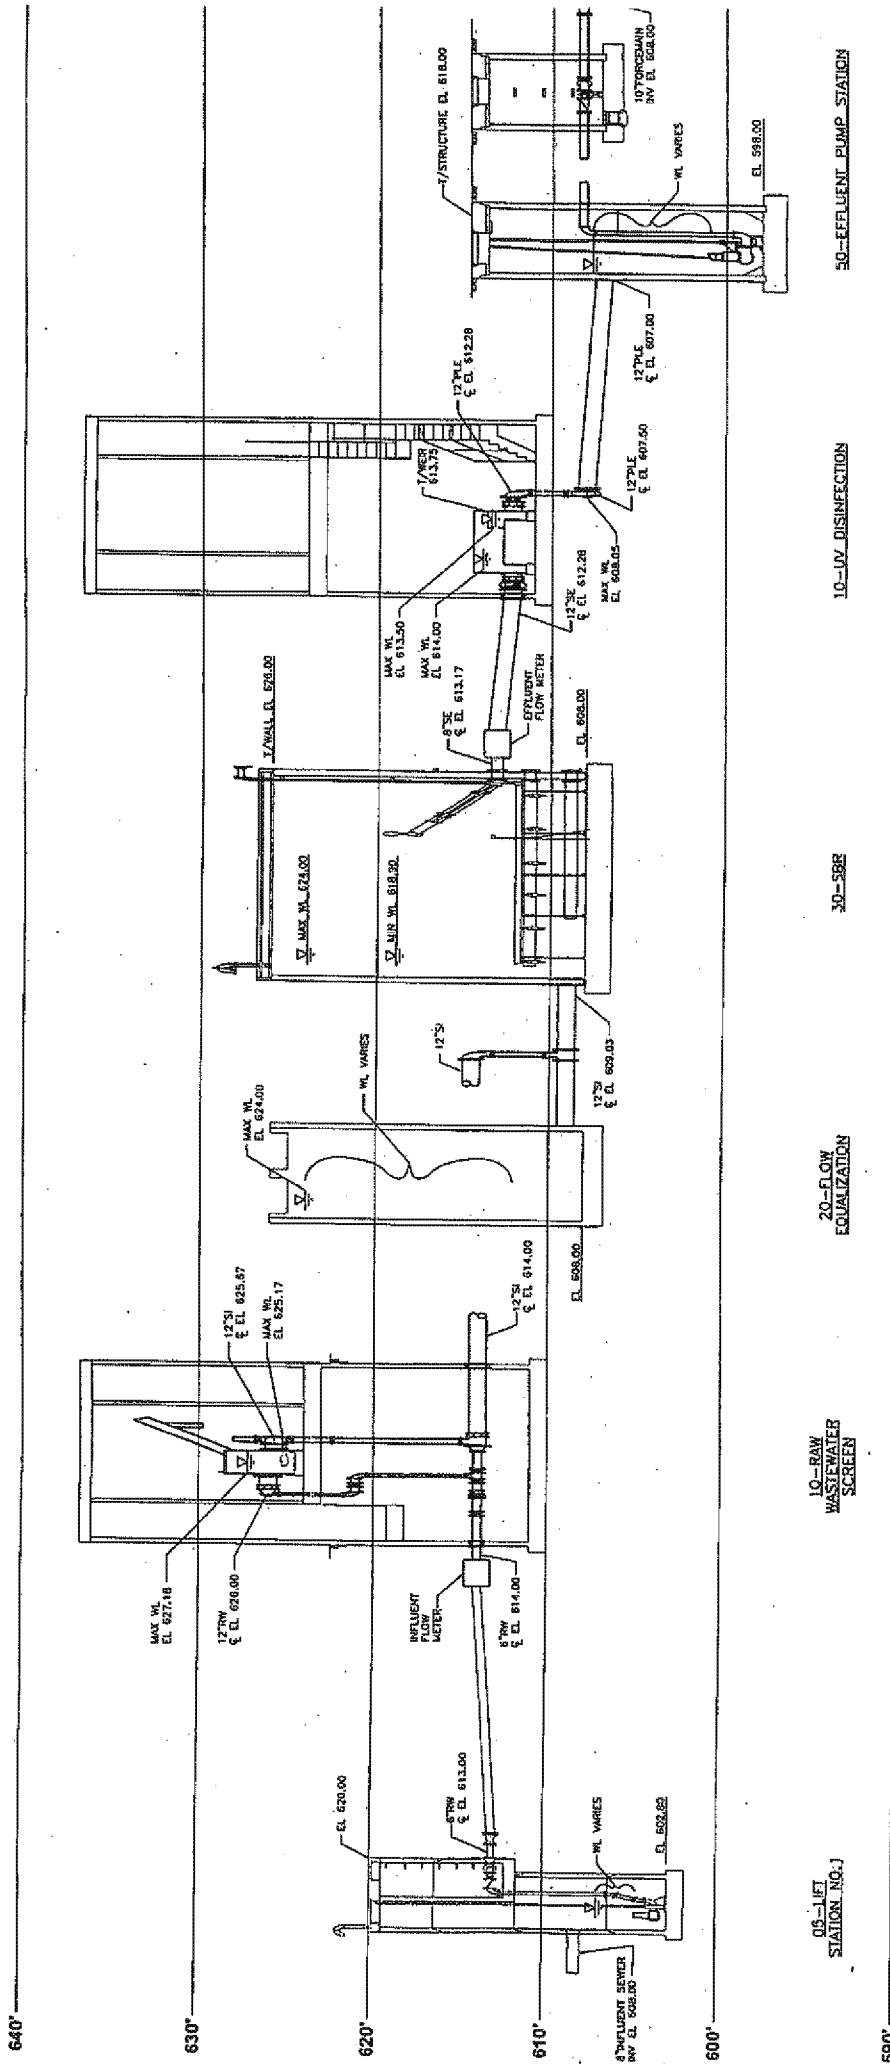 640'
630'
620'
610'
600'
590'
8"INFLUENT SEWER
INV EL 608.00
EL 620.00
6"RW
℄ EL 613.00
WL VARIES
EL 602.80
05-LIFT
STATION NO.1
MAX WL
EL 627.18
12"RW
℄ EL 626.00
INFLUENT
FLOW
METER
6"RW
℄ EL 614.00
12"SI
℄ EL 625.67
MAX WL
EL 625.17
12"SI
℄ EL 614.00
10-RAW
WASTEWATER
SCREEN
MAX WL
EL 624.00
WL VARIES
EL 608.00
20-FLOW
EQUALIZATION
12"SI
12"SI
℄ EL 609.03
T/WALL EL 626.00
MAX WL 624.00
MIN WL 618.90
8"SE
℄ EL 613.17
EFFLUENT
FLOW METER
EL 608.00
30-SBR
MAX WL
EL 613.50
MAX WL
EL 614.00
12"SE
℄ EL 612.28
T/WEIR
613.75
12"PLE
℄ EL 612.28
MAX WL
EL 608.05
12"PLE
℄ EL 607.50
10-UV DISINFECTION
12"PLE
℄ EL 607.00
T/STRUCTURE EL 618.00
WL VARIES
EL 598.00
10"FORCEMAIN
INV EL 608.00
50-EFFLUENT PUMP STATION